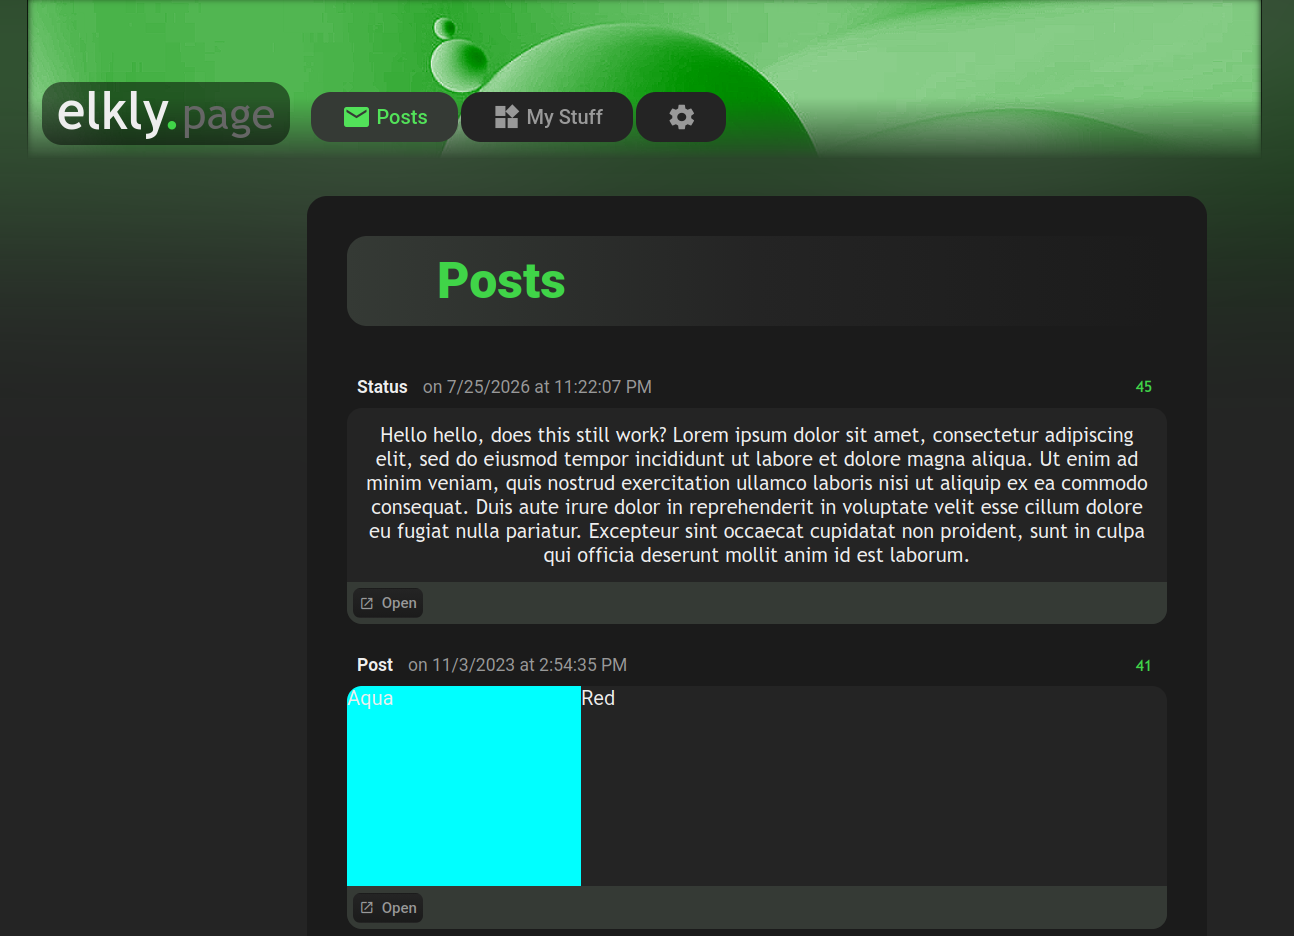 elkly.page
Posts
My Stuff
Posts
Status on 7/25/2026 at 11:22:07 PM 45
Hello hello, does this still work? Lorem ipsum dolor sit amet, consectetur adipiscing
elit, sed do eiusmod tempor incididunt ut labore et dolore magna aliqua. Ut enim ad
minim veniam, quis nostrud exercitation ullamco laboris nisi ut aliquip ex ea commodo
consequat. Duis aute irure dolor in reprehenderit in voluptate velit esse cillum dolore
eu fugiat nulla pariatur. Excepteur sint occaecat cupidatat non proident, sunt in culpa
qui officia deserunt mollit anim id est laborum.
Open
Post on 11/3/2023 at 2:54:35 PM 41
Aqua Red
Open